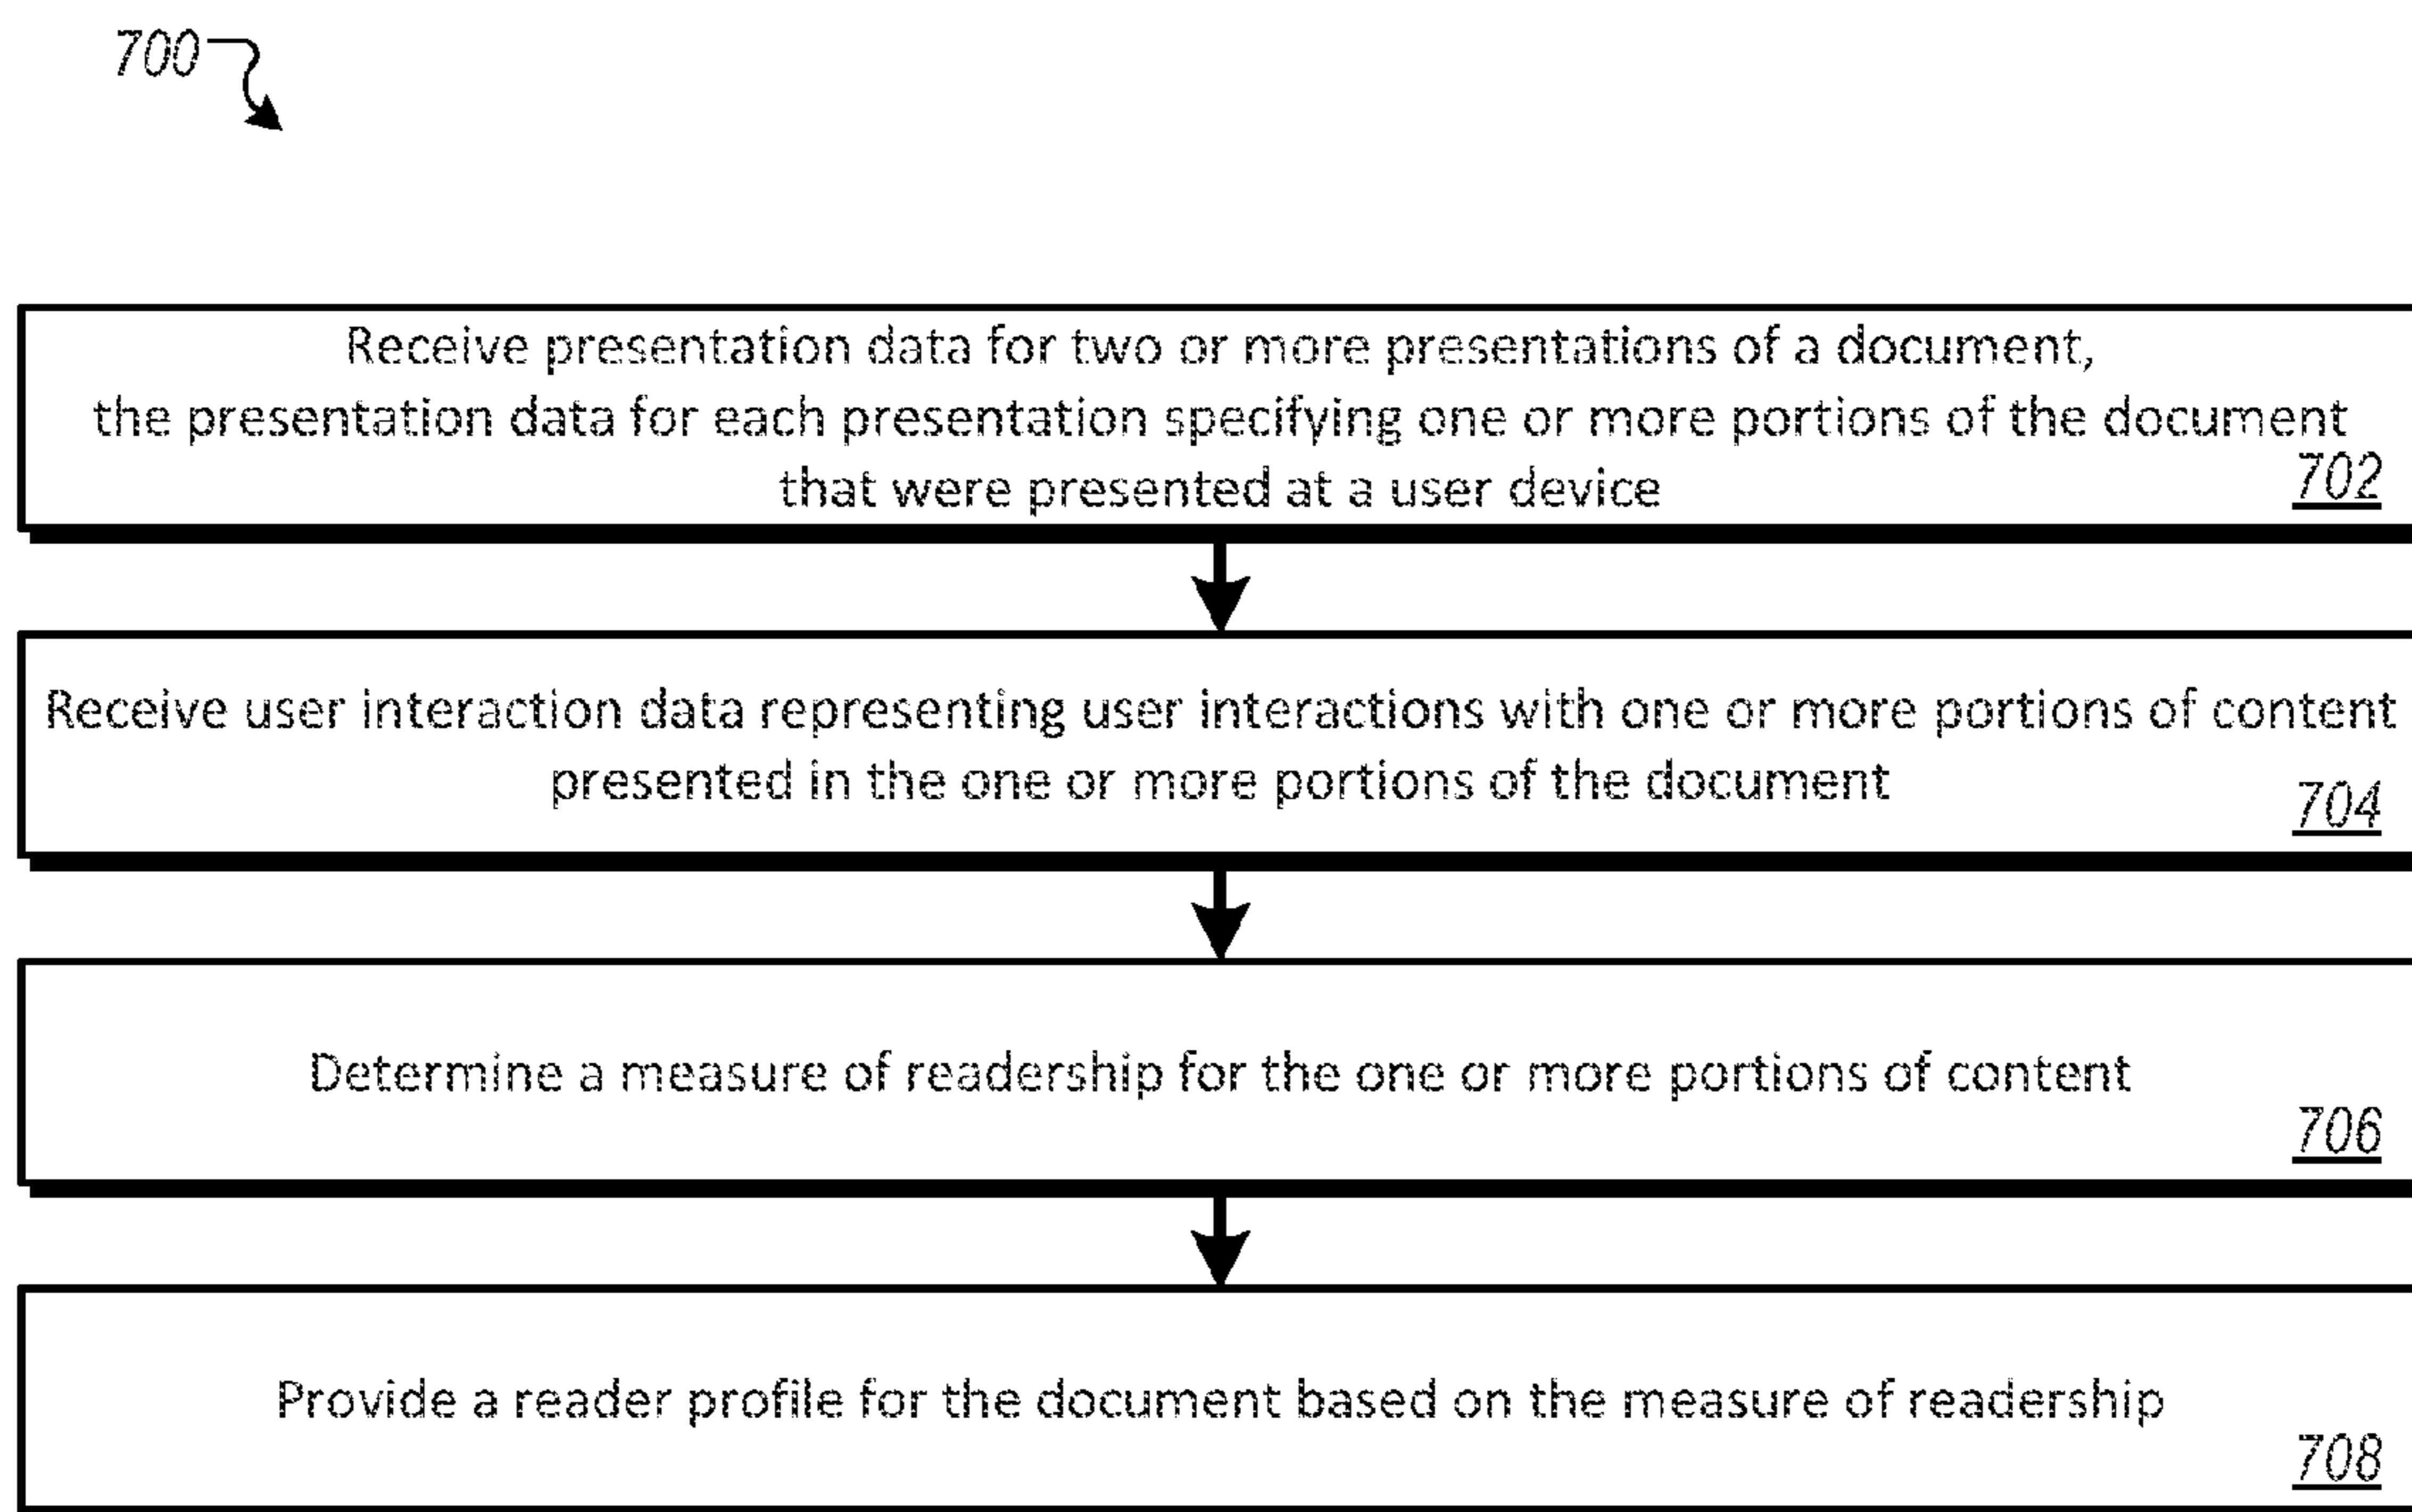 700
Receive presentation data for two or more presentations of a document,
the presentation data for each presentation specifying one or more portions of the document
that were presented at a user device
702
Receive user interaction data representing user interactions with one or more portions of content
presented in the one or more portions of the document
704
Determine a measure of readership for the one or more portions of content
706
Provide a reader profile for the document based on the measure of readership
708